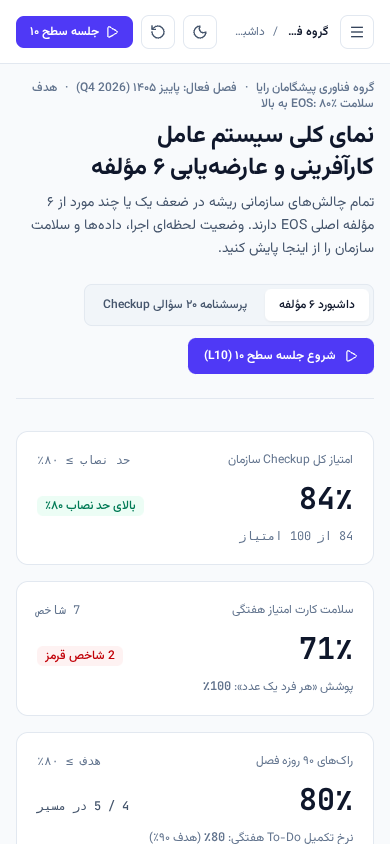 گروه ف... / داشبـ... جلسه سطح ۱۰
گروه فناوری پیشگامان رایا · فصل فعال: پاییز ۱۴۰۵ (Q4 2026) · هدف
سلامت EOS: ۸۰٪ به بالا
نمای کلی سیستم عامل
کارآفرینی و عارضه‌یابی ۶ مؤلفه
تمام چالش‌های سازمانی ریشه در ضعف یک یا چند مورد از ۶
مؤلفه اصلی EOS دارند. وضعیت لحظه‌ای اجرا، داده‌ها و سلامت
سازمان را از اینجا پایش کنید.
داشبورد ۶ مؤلفه پرسشنامه ۲۰ سؤالی Checkup
شروع جلسه سطح ۱۰ (L10)
امتیاز کل Checkup سازمان حد نصاب ≥ ۸۰٪
84٪ بالای حد نصاب ۸۰٪
84 از 100 امتیاز
سلامت کارت امتیاز هفتگی 7 شاخص
71٪ 2 شاخص قرمز
پوشش «هر فرد یک عدد»: 100٪
راک‌های ۹۰ روزه فصل هدف ≥ ۸۰٪
80٪ 4 / 5 در مسیر
نرخ تکمیل To-Do هفتگی: 80٪ (هدف ۹۰٪)